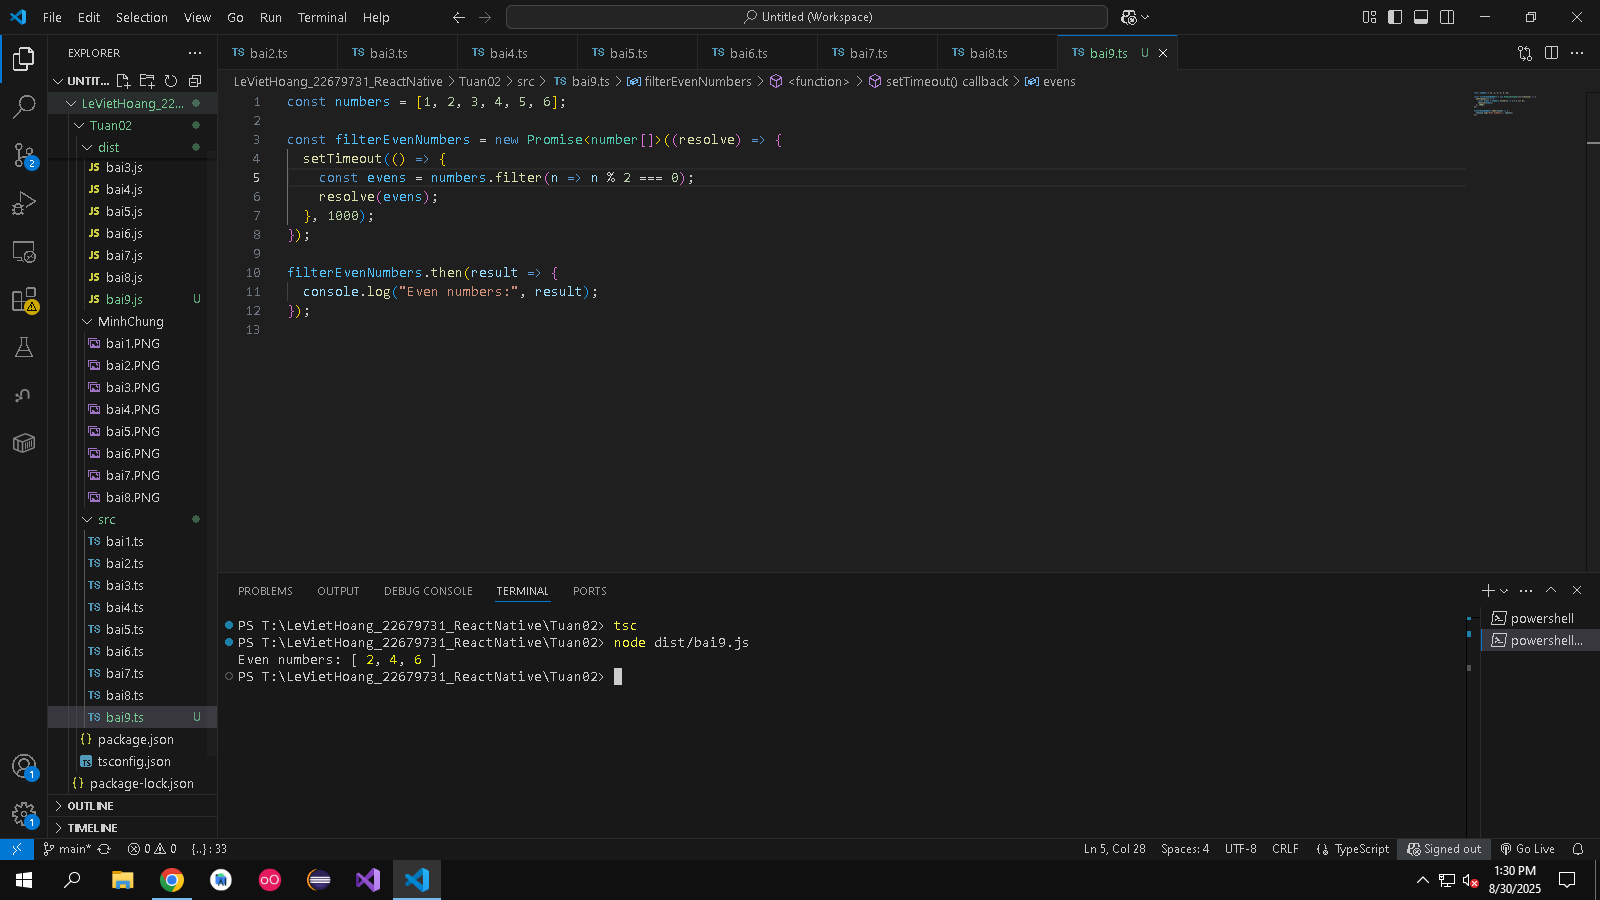 File Edit Selection View Go Run Terminal Help
Untitled (Workspace)
EXPLORER
UNTIT...
LeVietHoang_22...
Tuan02
dist
JS bai3.js
JS bai4.js
JS bai5.js
JS bai6.js
JS bai7.js
JS bai8.js
JS bai9.js U
MinhChung
bai1.PNG
bai2.PNG
bai3.PNG
bai4.PNG
bai5.PNG
bai6.PNG
bai7.PNG
bai8.PNG
src
TS bai1.ts
TS bai2.ts
TS bai3.ts
TS bai4.ts
TS bai5.ts
TS bai6.ts
TS bai7.ts
TS bai8.ts
TS bai9.ts U
{} package.json
TS tsconfig.json
{} package-lock.json
OUTLINE
TIMELINE
2
1
1
TS bai2.ts TS bai3.ts TS bai4.ts TS bai5.ts TS bai6.ts TS bai7.ts TS bai8.ts TS bai9.ts U
LeVietHoang_22679731_ReactNative > Tuan02 > src > TS bai9.ts > filterEvenNumbers > <function> > setTimeout() callback > evens
1 const numbers = [1, 2, 3, 4, 5, 6];
2
3 const filterEvenNumbers = new Promise<number[]>((resolve) => {
4 setTimeout(() => {
5 const evens = numbers.filter(n => n % 2 === 0);
6 resolve(evens);
7 }, 1000);
8 });
9
10 filterEvenNumbers.then(result => {
11 console.log("Even numbers:", result);
12 });
13
PROBLEMS OUTPUT DEBUG CONSOLE TERMINAL PORTS
PS T:\LeVietHoang_22679731_ReactNative\Tuan02> tsc
PS T:\LeVietHoang_22679731_ReactNative\Tuan02> node dist/bai9.js
Even numbers: [ 2, 4, 6 ]
PS T:\LeVietHoang_22679731_ReactNative\Tuan02>
powershell
powershell...
main* 0 0 {..} : 33
Ln 5, Col 28 Spaces: 4 UTF-8 CRLF TypeScript Signed out Go Live
1:30 PM
8/30/2025